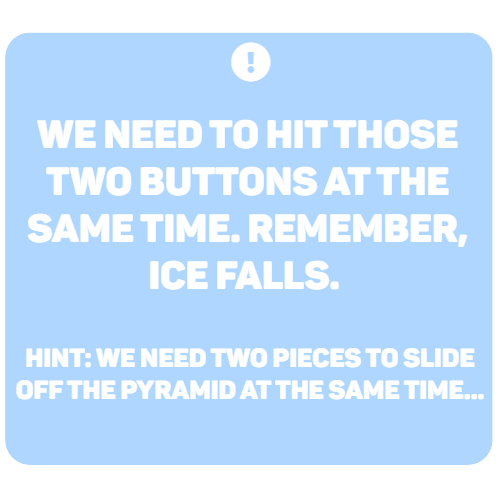 !
WE NEED TO HIT THOSE
TWO BUTTONS AT THE
SAME TIME. REMEMBER,
ICE FALLS.
HINT: WE NEED TWO PIECES TO SLIDE
OFF THE PYRAMID AT THE SAME TIME...